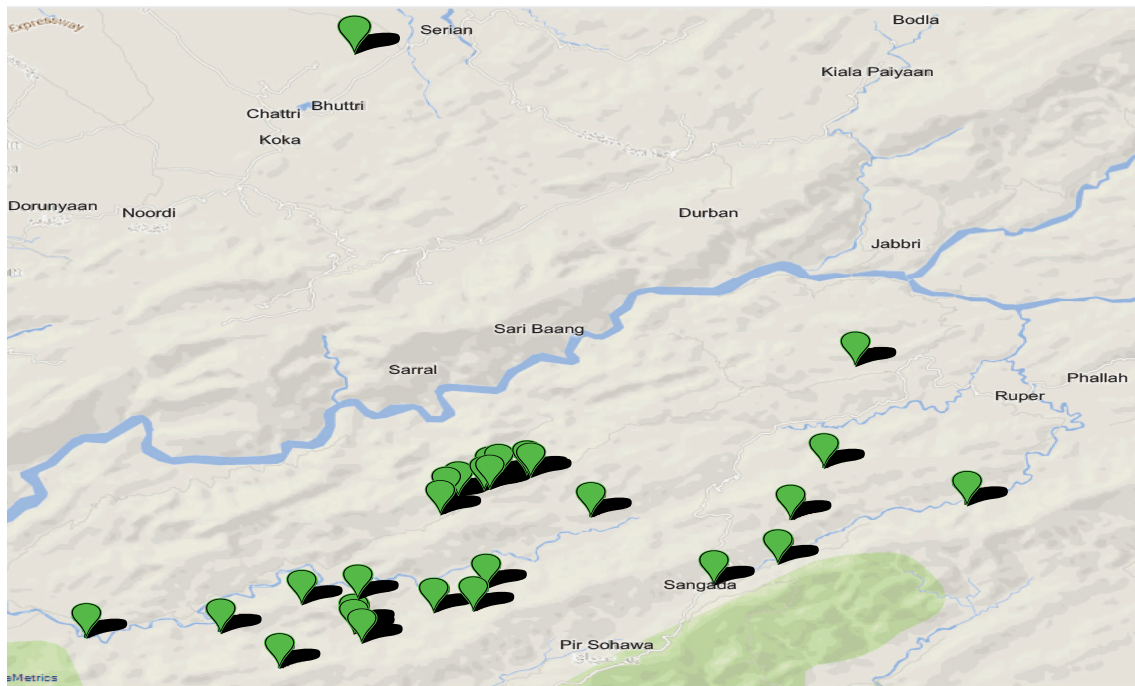 Bodla
Expressway
Serian
Kiala Paiyaan
Bhuttri
Chattri
Koka
Dorunyaan
Noordi
Durban
Jabbri
Sari Baang
Sarral
Phallah
Ruper
Sangada
Pir Sohawa
sMetrics